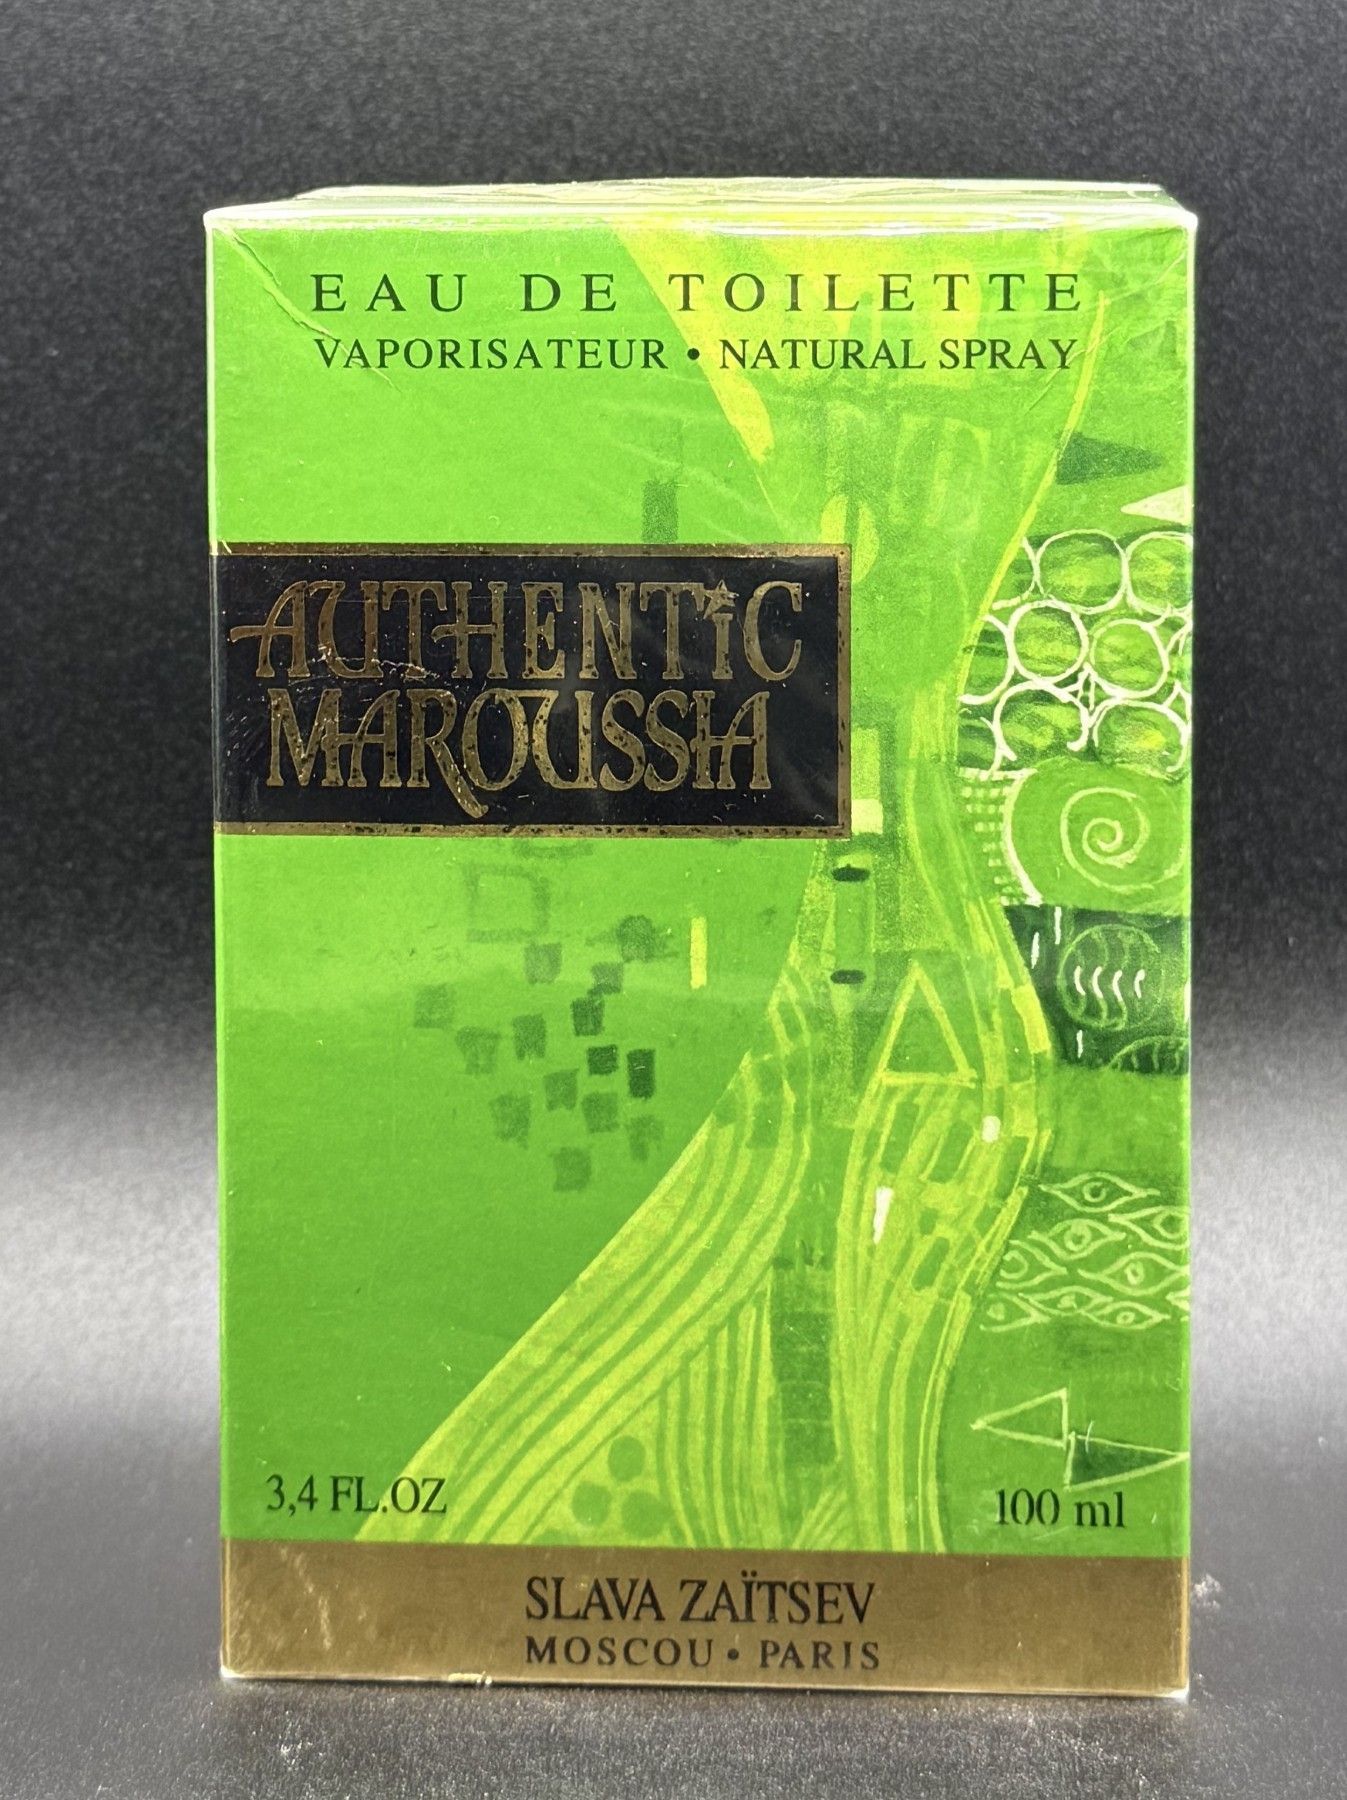 EAU DE TOILETTE
VAPORISATEUR • NATURAL SPRAY
AUTHENTiC
MAROUSSIA
3,4 FL.OZ
100 ml
SLAVA ZAÏTSEV
MOSCOU • PARIS